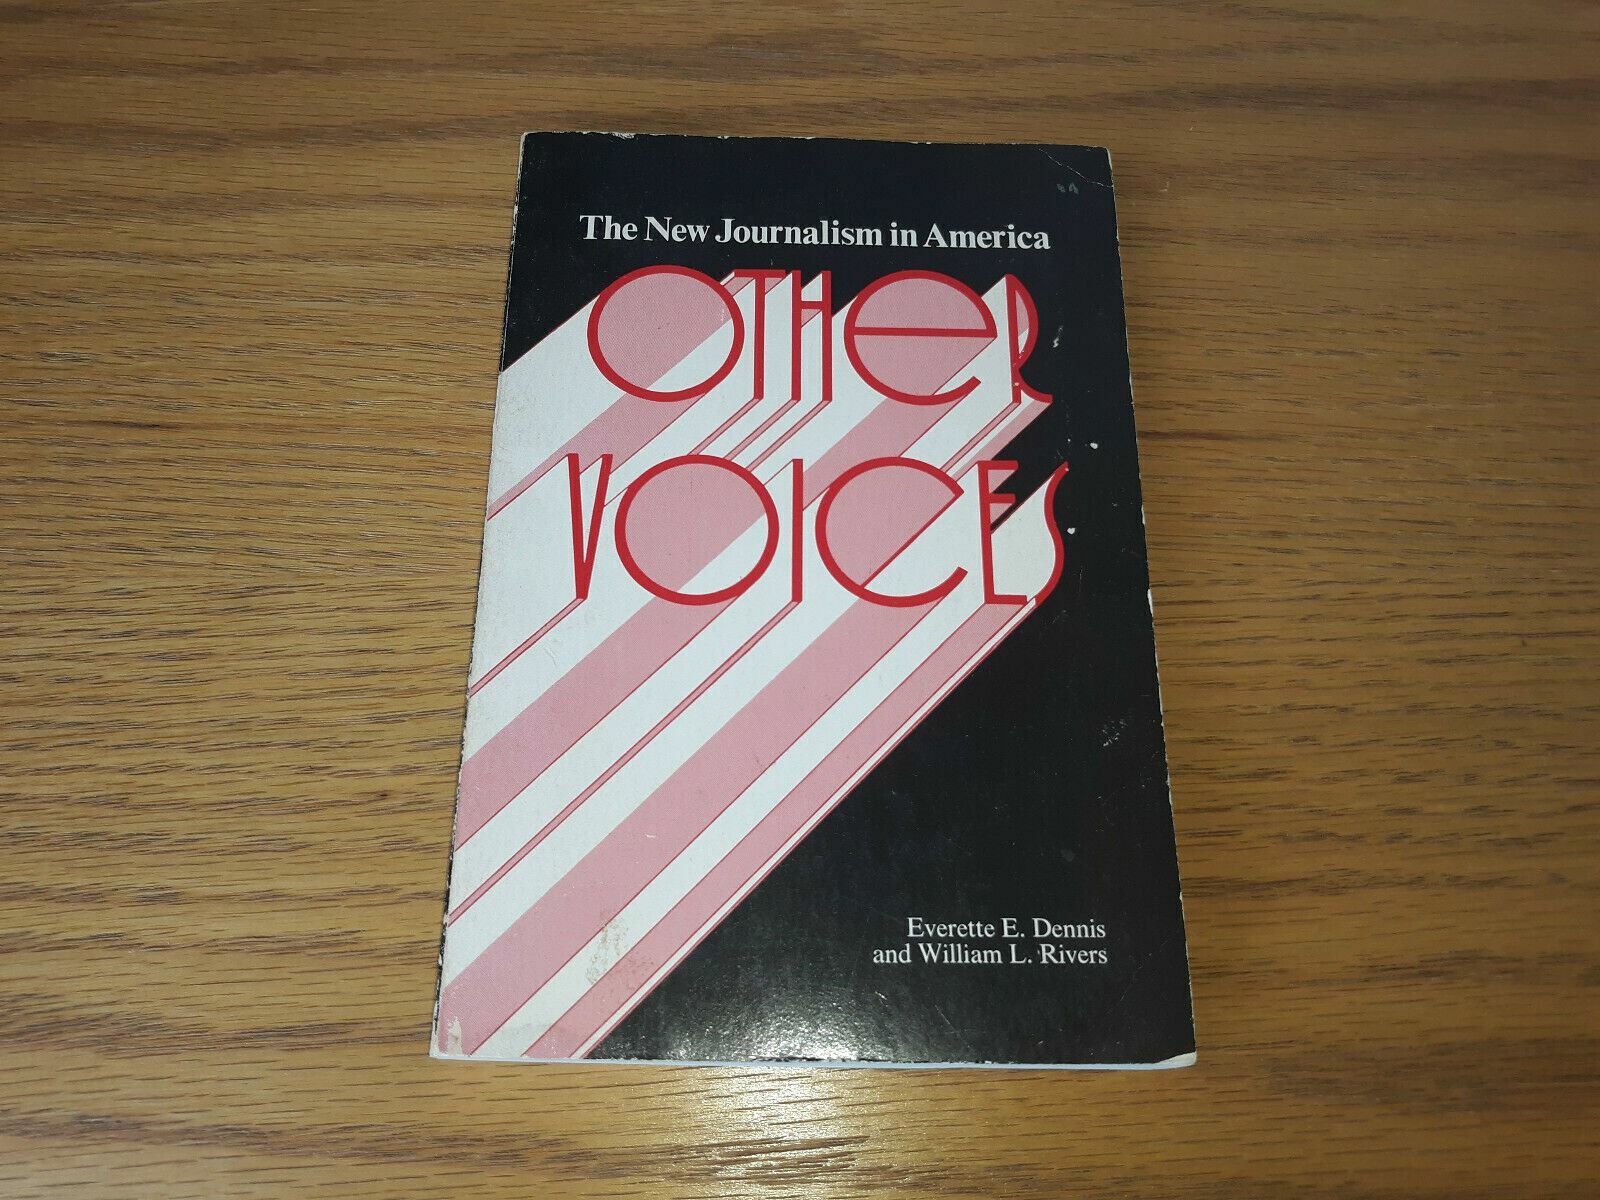 The New Journalism in America
OTHeR
VOICES
Everette E. Dennis
and William L. Rivers